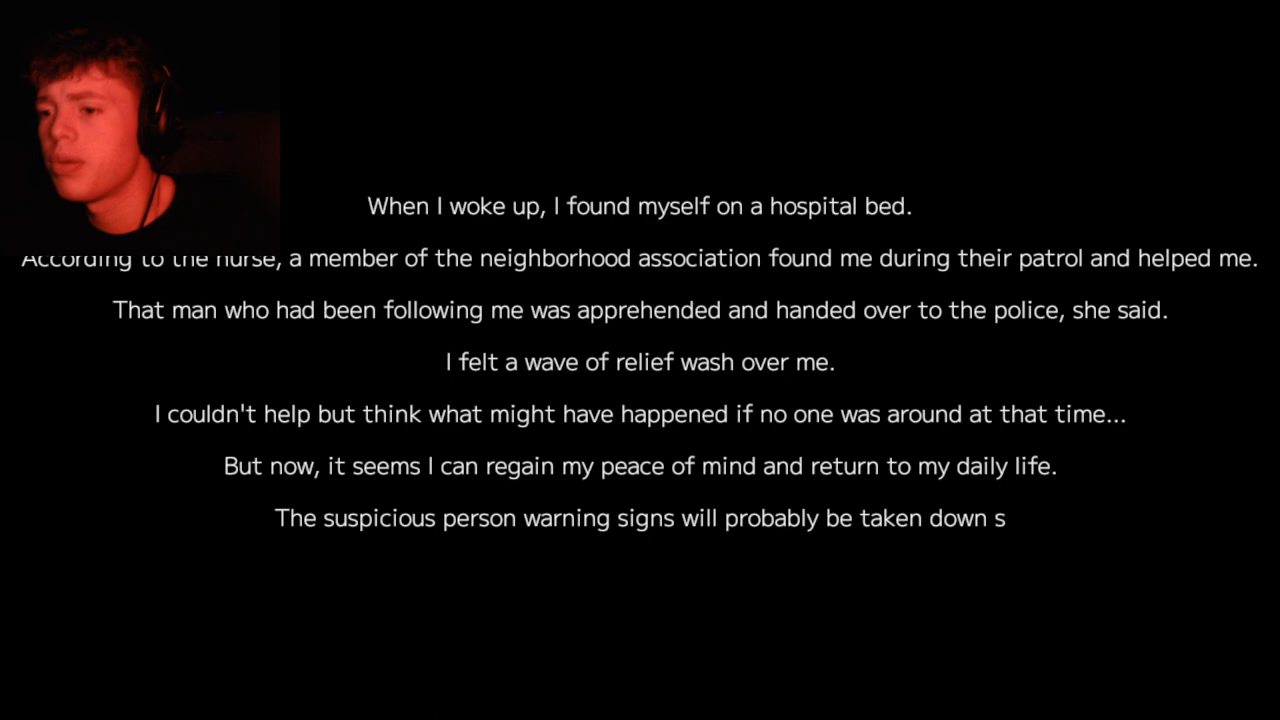 When I woke up, I found myself on a hospital bed.
According to the nurse, a member of the neighborhood association found me during their patrol and helped me.
That man who had been following me was apprehended and handed over to the police, she said.
I felt a wave of relief wash over me.
I couldn't help but think what might have happened if no one was around at that time...
But now, it seems I can regain my peace of mind and return to my daily life.
The suspicious person warning signs will probably be taken down s